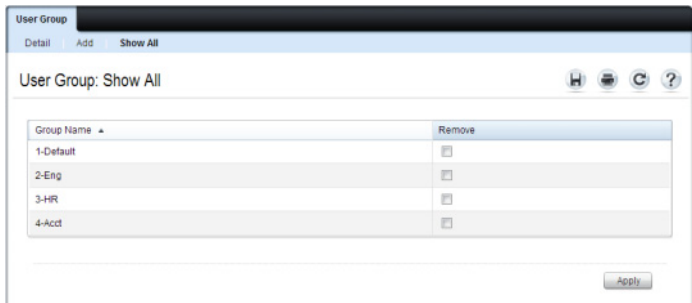 User Group
Detail Add Show All
User Group: Show All
Group Name Remove
1-Default
2-Eng
3-HR
4-Acct
Apply